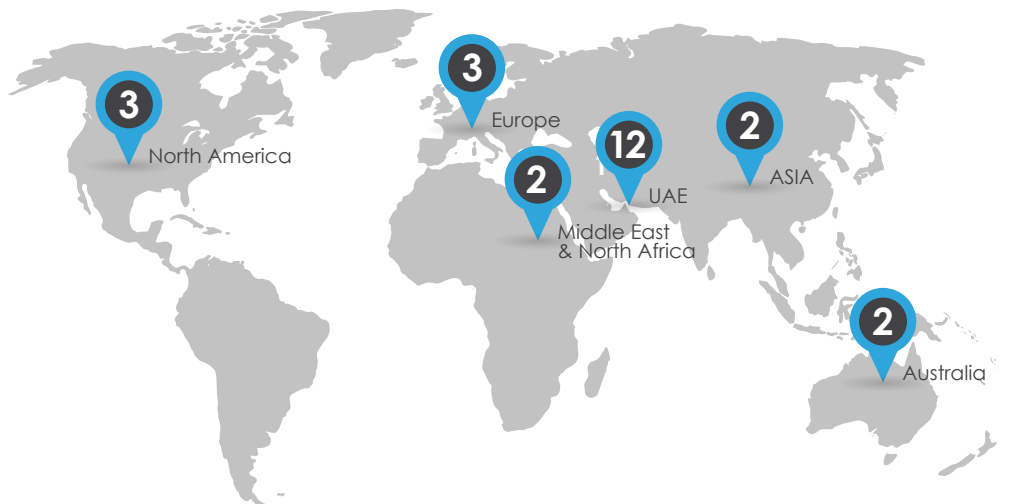 3
North America
3
Europe
2
Middle East
& North Africa
12
UAE
2
ASIA
2
Australia